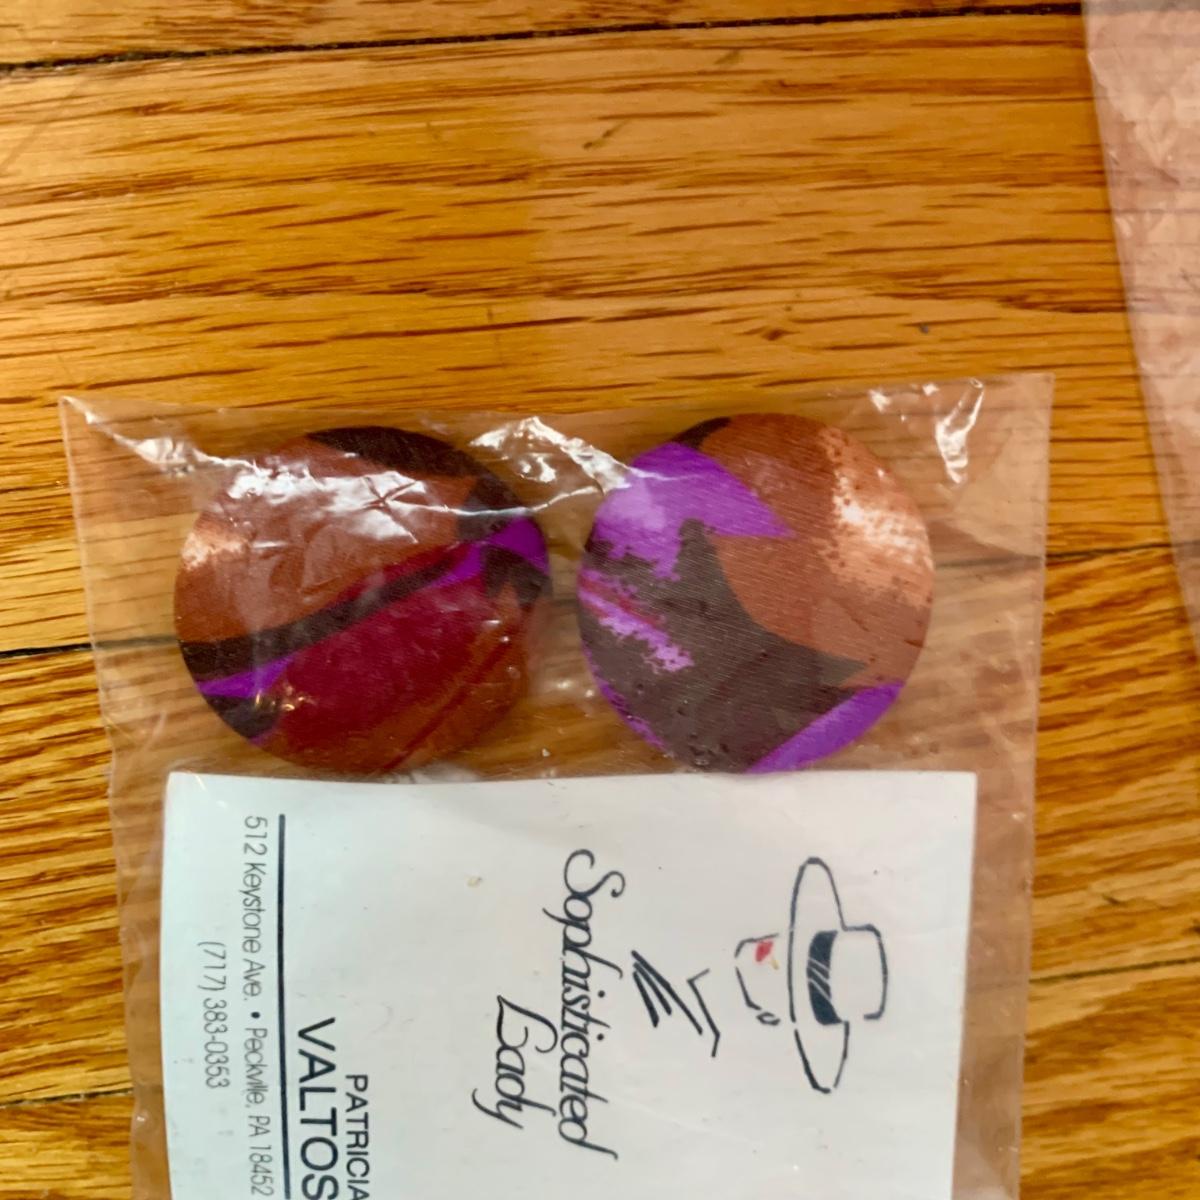 Sophisticated
Lady
PATRICIA
VALTOS
512 Keystone Ave. • Peckville, PA 18452
(717) 383-0353